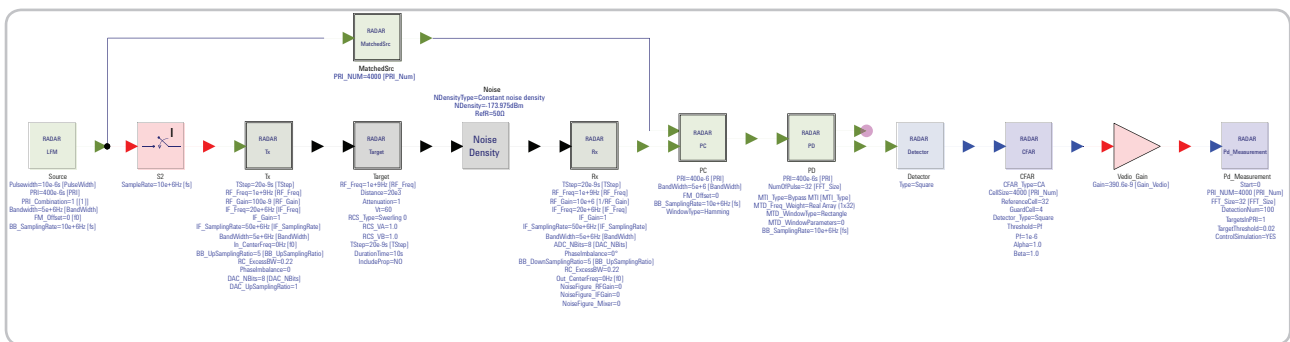 RADAR
MatchedSrc
MatchedSrc
PRI_NUM=4000 [PRI_Num]
Noise
NDensityType=Constant noise density
NDensity=-173.975dBm
RefR=50Ω
RADAR
LFM
Source
Pulsewidth=10e-6s [PulseWidth]
PRI=400e-6s [PRI]
PRI_Combination=1 [[1)]
Bandwidth=5e+6Hz [Bandwidth]
FM_Offset=0 [f0]
BB_SamplingRate=10e+6Hz [fs]
I
S2
SampleRate=10e+6Hz [fs]
RADAR
Tx
Tx
TStep=20e-9s [TStep]
RF_Freq=1e+9Hz [RF_Freq]
RF_Gain=100e-9 [RF_Gain]
IF_Freq=20e+6Hz [IF_Freq]
IF_Gain=1
IF_SamplingRate=50e+6Hz [IF_SamplingRate]
BandWidth=5e+6Hz [BandWidth]
In_CenterFreq=0Hz [f0]
BB_UpSamplingRatio=5 [BB_UpSamplingRatio]
RC_ExcessBW=0.22
PhaseImbalance=0
DAC_NBits=8 [DAC_NBits]
DAC_UpSamplingRatio=1
RADAR
Target
Target
RF_Freq=1e+9Hz [RF_Freq]
Distance=20e3
Attenuation=1
Vt=60
RCS_Type=Swerling 0
RCS_VA=1.0
RCS_VB=1.0
TStep=20e-9s [TStep]
DurationTime=10s
IncludeProp=NO
Noise
Density
RADAR
Rx
Rx
TStep=20e-9s [TStep]
RF_Freq=1e+9Hz [RF_Freq]
RF_Gain=10e+6 [1/RF_Gain]
IF_Freq=20e+6Hz [IF_Freq]
IF_Gain=1
IF_SamplingRate=50e+6Hz [IF_SamplingRate]
BandWidth=5e+6Hz [BandWidth]
ADC_NBits=8 [DAC_NBits]
PhaseImbalance=0°
BB_DownSamplingRatio=5 [BB_UpSamplingRatio]
RC_ExcessBW=0.22
Out_CenterFreq=0Hz [f0]
NoiseFigure_RFGain=0
NoiseFigure_IFGain=0
NoiseFigure_Mixer=0
RADAR
PC
PC
PRI=400e-6 [PRI]
BandWidth=5e+6 [BandWidth]
FM_Offset=0
BB_SamplingRate=10e+6Hz [fs]
WindowType=Hamming
RADAR
PD
PD
PRI=400e-6s [PRI]
NumOfPulse=32 [FFT_Size]
MTI_Type=Bypass MTI [MTI_Type]
MTD_Freq_Weight=Real Array (1x32)
MTD_WindowType=Rectangle
MTD_WindowParameters=0
BB_SamplingRate=10e+6Hz [fs]
RADAR
Detector
Detector
Type=Square
RADAR
CFAR
CFAR
CFAR_Type=CA
CellSize=4000 [PRI_Num]
ReferenceCell=32
GuardCell=4
Detector_Type=Square
Threshold=Pf
Pf=1e-6
Alpha=1.0
Beta=1.0
Vedio_Gain
Gain=390.6e-9 [Gain_Vedio]
RADAR
Pd_Measurement
Pd_Measurement
Start=0
PRI_NUM=4000 [PRI_Num]
FFT_Size=32 [FFT_Size]
DetectionNum=100
TargetsInPRI=1
TargetThreshold=0.02
ControlSimulation=YES